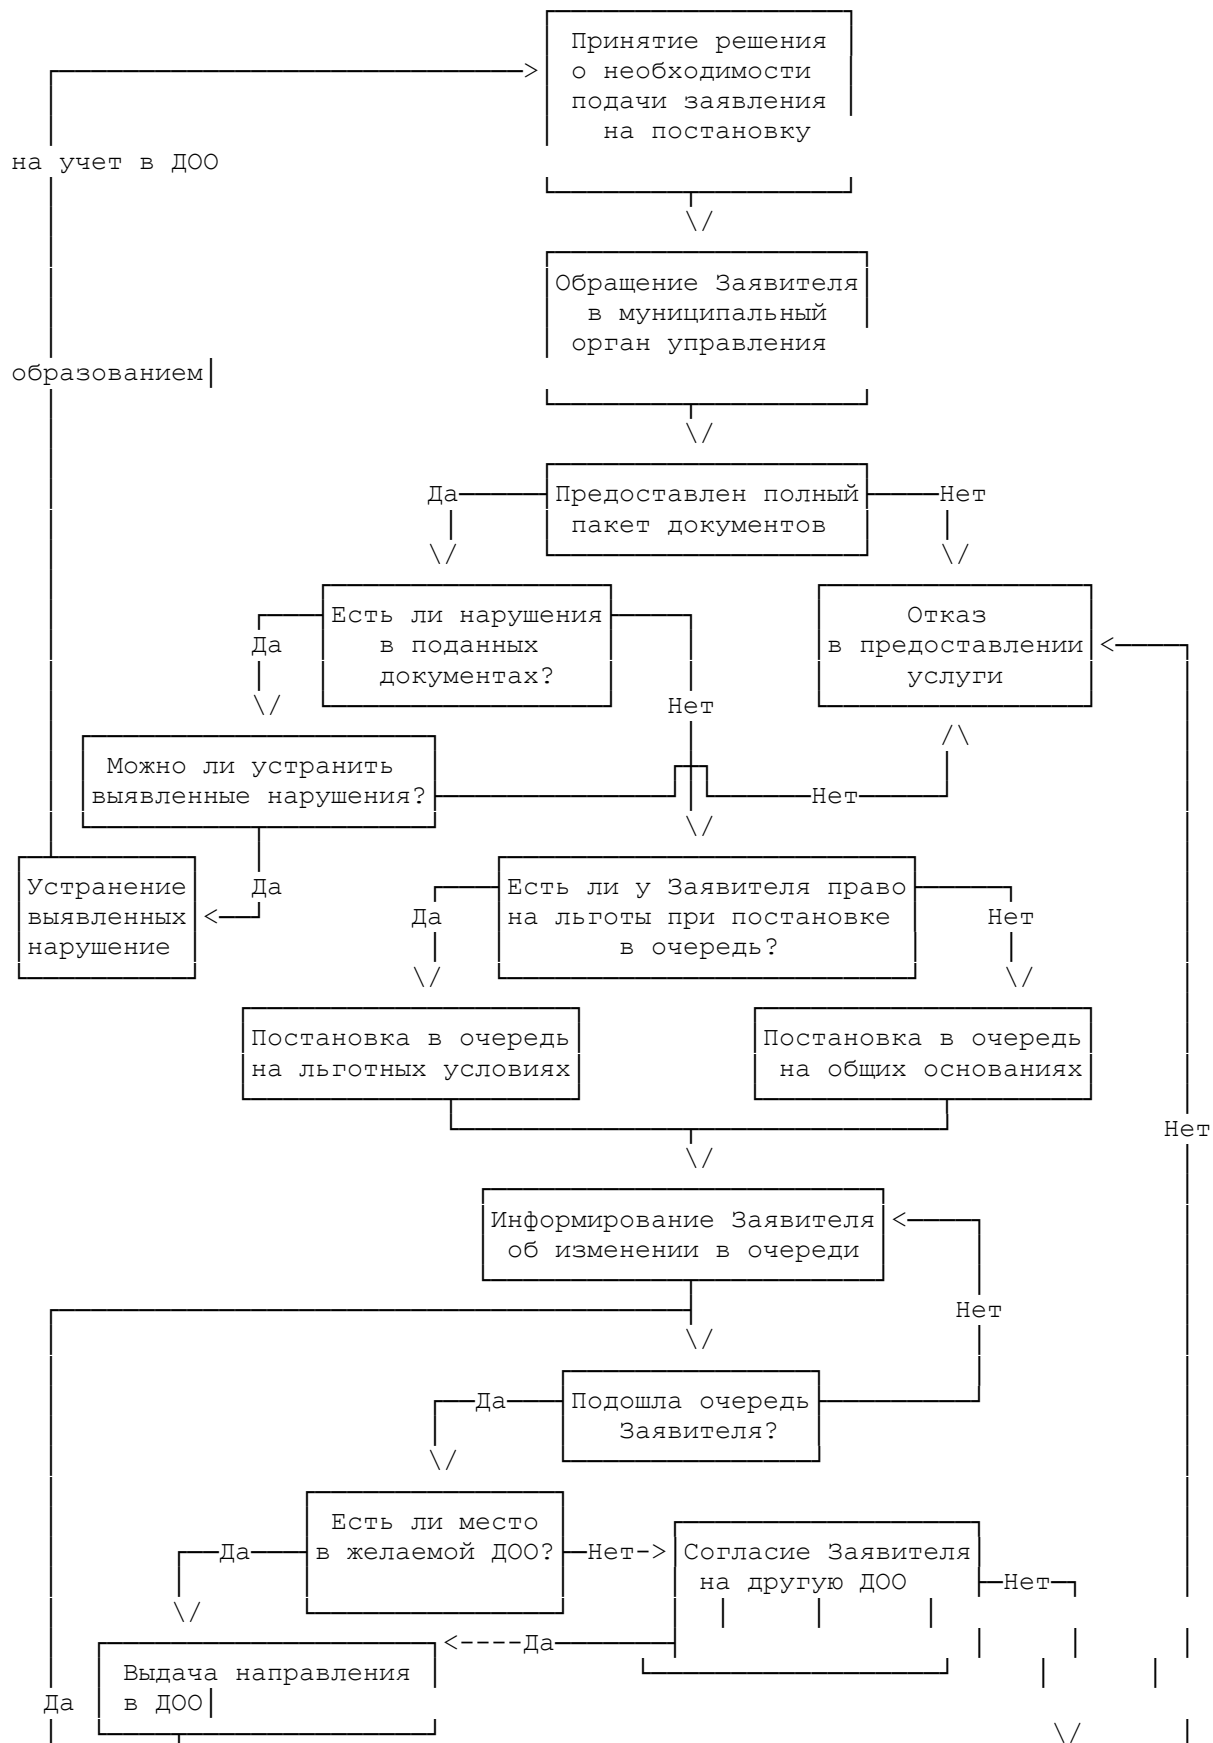 Принятие решения
о необходимости
подачи заявления
на постановку
на учет в ДОО
Обращение Заявителя
в муниципальный
орган управления
образованием
Да
Предоставлен полный
пакет документов
Нет
Есть ли нарушения
в поданных
документах?
Да
Нет
Отказ
в предоставлении
услуги
Можно ли устранить
выявленные нарушения?
Нет
Да
Устранение
выявленных
нарушение
Есть ли у Заявителя право
на льготы при постановке
в очередь?
Да
Нет
Постановка в очередь
на льготных условиях
Постановка в очередь
на общих основаниях
Нет
Информирование Заявителя
об изменении в очереди
Нет
Да
Подошла очередь
Заявителя?
Есть ли место
в желаемой ДОО?
Да
Нет->
Согласие Заявителя
на другую ДОО
Нет
<----Да
Выдача направления
в ДОО
Да